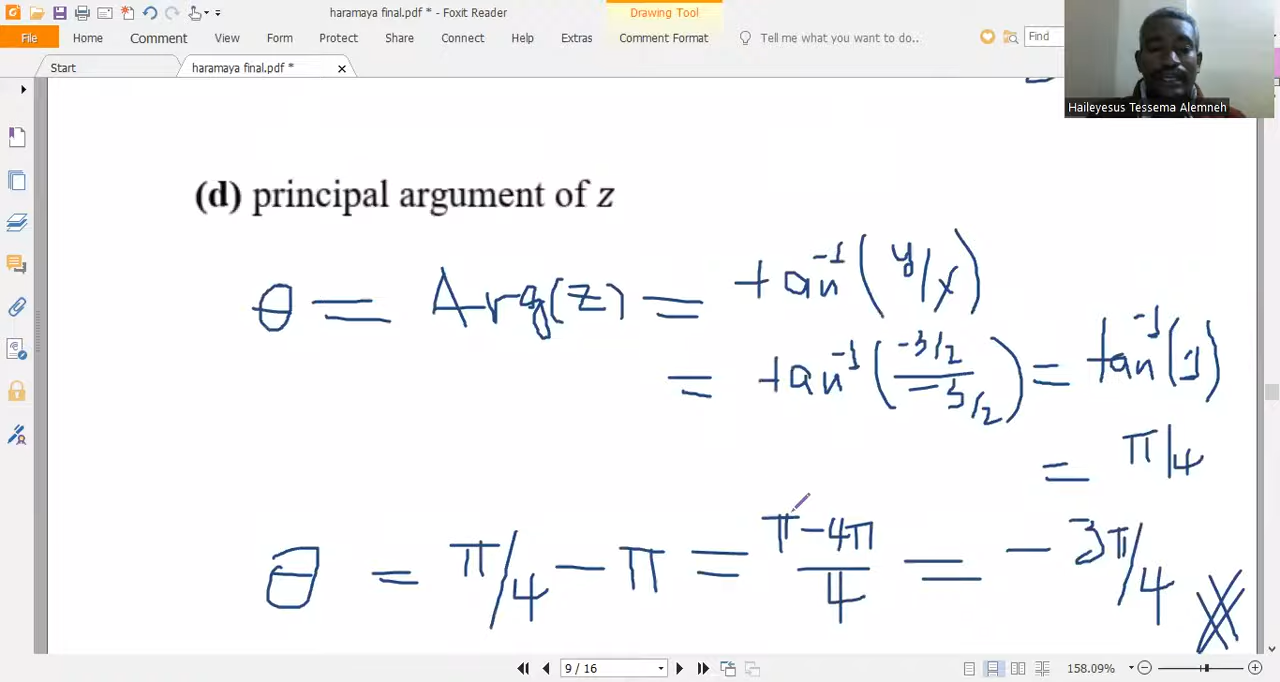 haramaya final.pdf * - Foxit Reader
Drawing Tool
File Home Comment View Form Protect Share Connect Help Extras Comment Format Tell me what you want to do.. Find
Start haramaya final.pdf * x
Haileyesus Tessema Alemneh
(d) principal argument of z
θ = Arg(z) = tan⁻¹(y/x)
= tan⁻¹(-3/2 / -3/2) = tan⁻¹(1)
= π/4
θ = π/4 - π = π-4π / 4 = -3π/4
9 / 16
158.09%